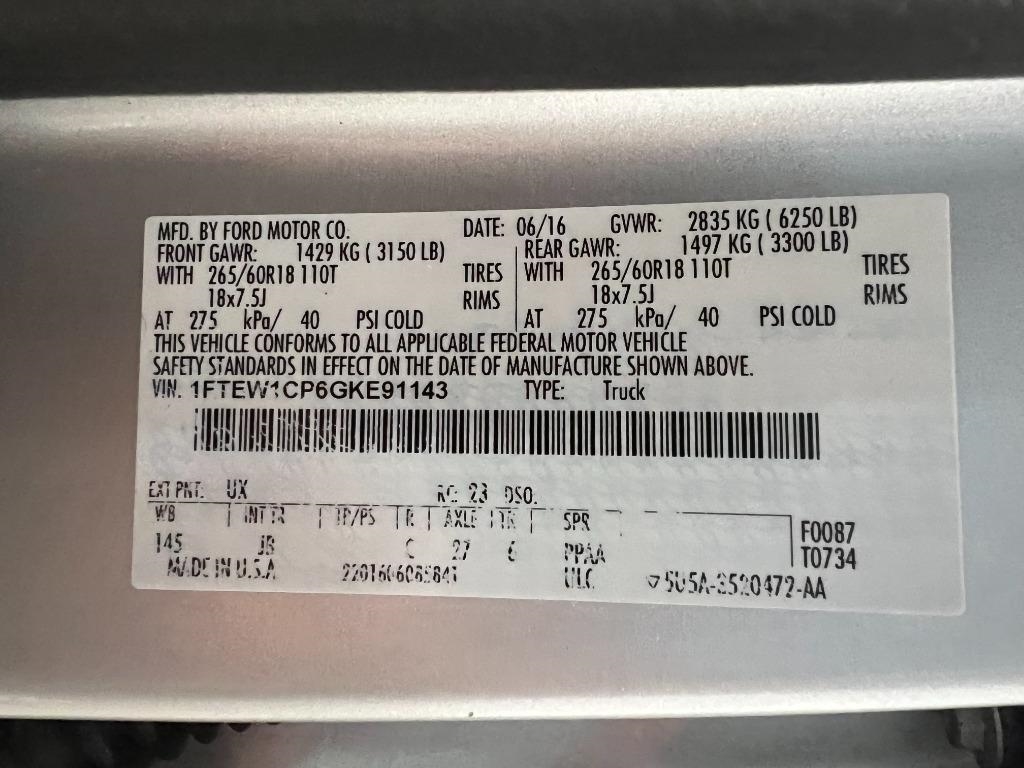 MFD. BY FORD MOTOR CO. DATE: 06/16 GVWR: 2835 KG ( 6250 LB)
FRONT GAWR: 1429 KG ( 3150 LB) REAR GAWR: 1497 KG ( 3300 LB)
WITH 265/60R18 110T TIRES WITH 265/60R18 110T TIRES
18x7.5J RIMS 18x7.5J RIMS
AT 275 kPa/ 40 PSI COLD AT 275 kPa/ 40 PSI COLD
THIS VEHICLE CONFORMS TO ALL APPLICABLE FEDERAL MOTOR VEHICLE
SAFETY STANDARDS IN EFFECT ON THE DATE OF MANUFACTURE SHOWN ABOVE.
VIN: 1FTEW1CP6GKE91143 TYPE: Truck
EXT PNT: UX RC: 23 DSO:
WB INT TR TP/PS R AXLE TR SPR F0087
145 C 27 6 PPAA T0734
MADE IN U.S.A ULC